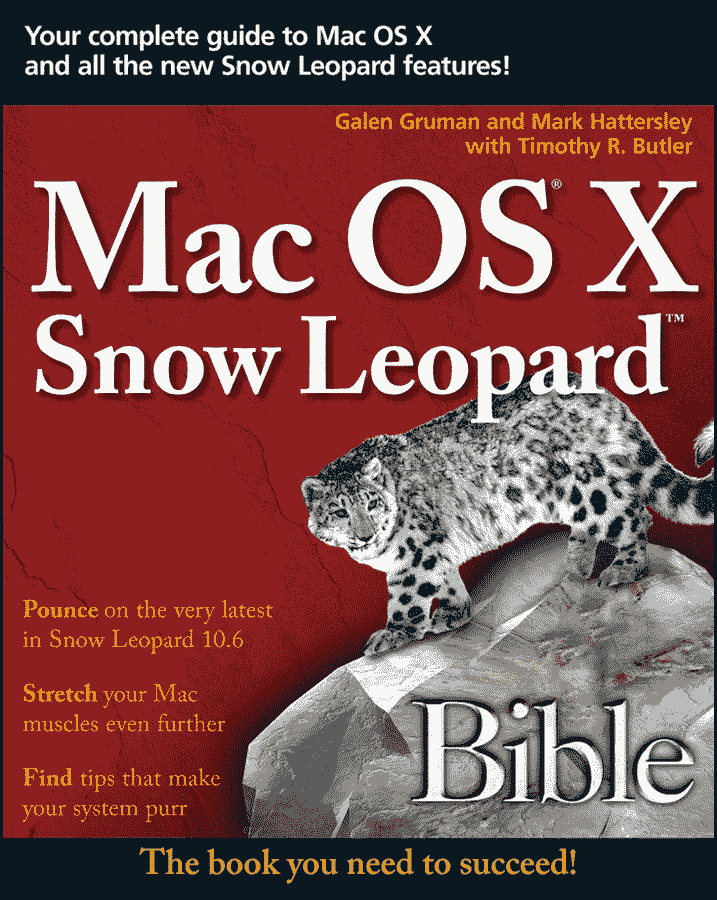 Your complete guide to Mac OS X
and all the new Snow Leopard features!
Galen Gruman and Mark Hattersley
with Timothy R. Butler
Mac OS® X
Snow Leopard™
Pounce on the very latest
in Snow Leopard 10.6
Stretch your Mac
muscles even further
Find tips that make
your system purr
Bible
The book you need to succeed!